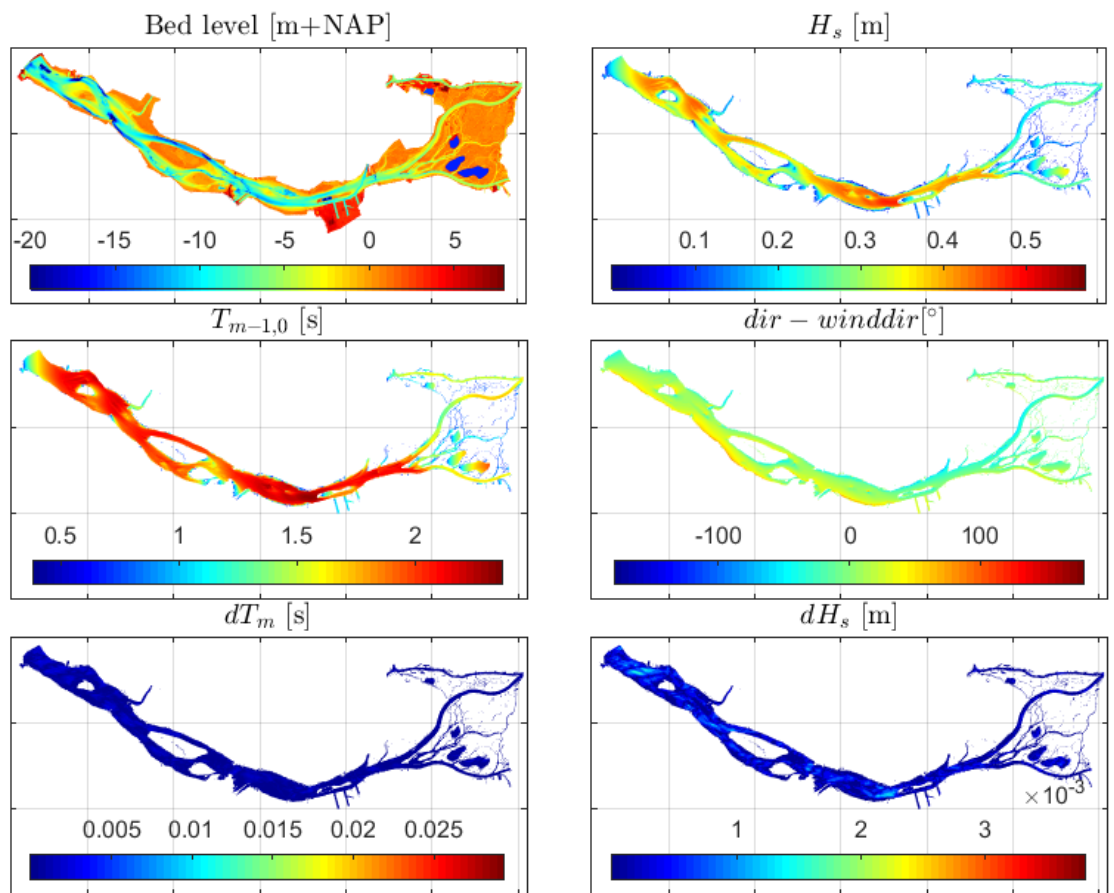 Bed level [m+NAP]
-20 -15 -10 -5 0 5
H_s [m]
0.1 0.2 0.3 0.4 0.5
T_{m-1,0} [s]
0.5 1 1.5 2
dir - winddir[°]
-100 0 100
dT_m [s]
0.005 0.01 0.015 0.02 0.025
dH_s [m]
×10^{-3}
1 2 3